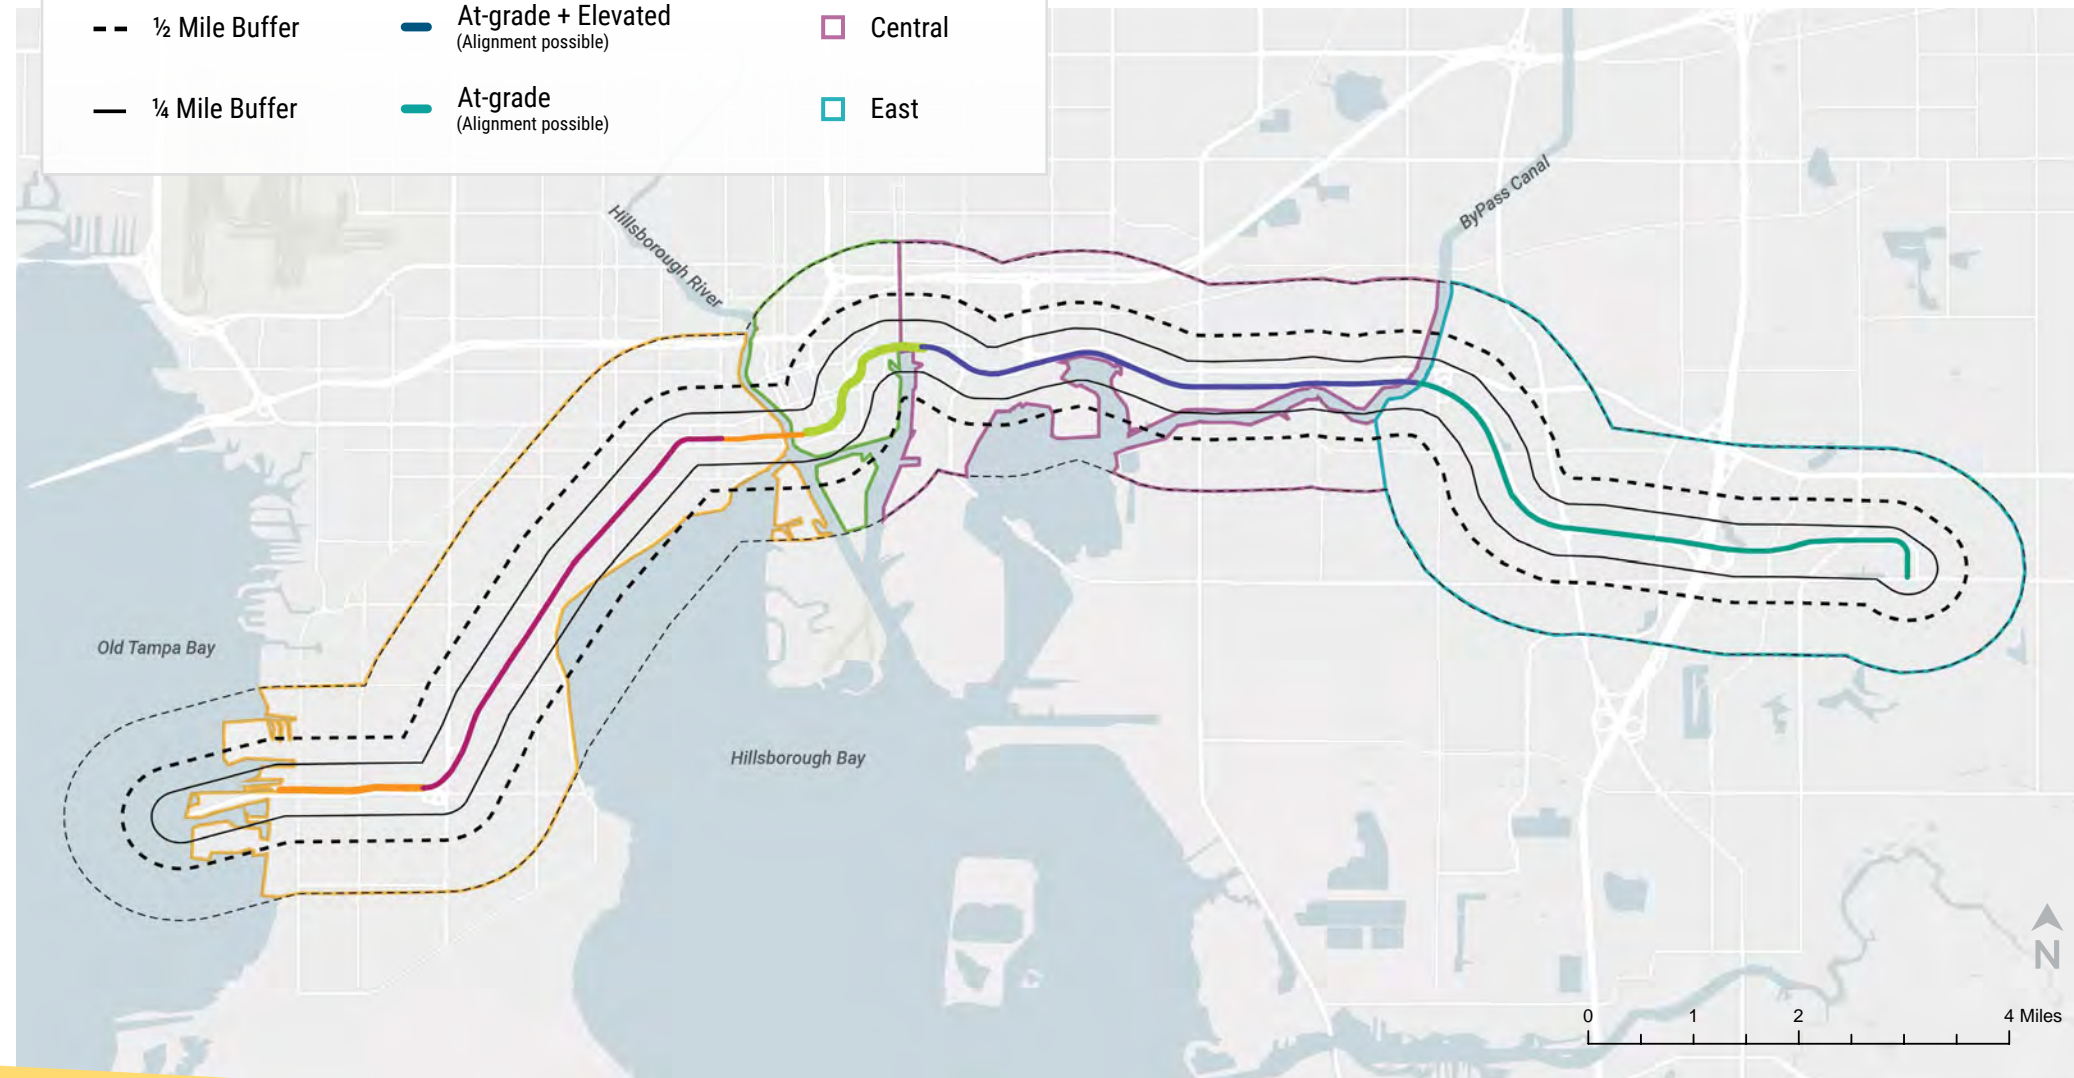 ½ Mile Buffer
At-grade + Elevated
(Alignment possible)
Central
¼ Mile Buffer
At-grade
(Alignment possible)
East
ByPass Canal
Hillsborough River
Old Tampa Bay
Hillsborough Bay
N
0 1 2 4 Miles